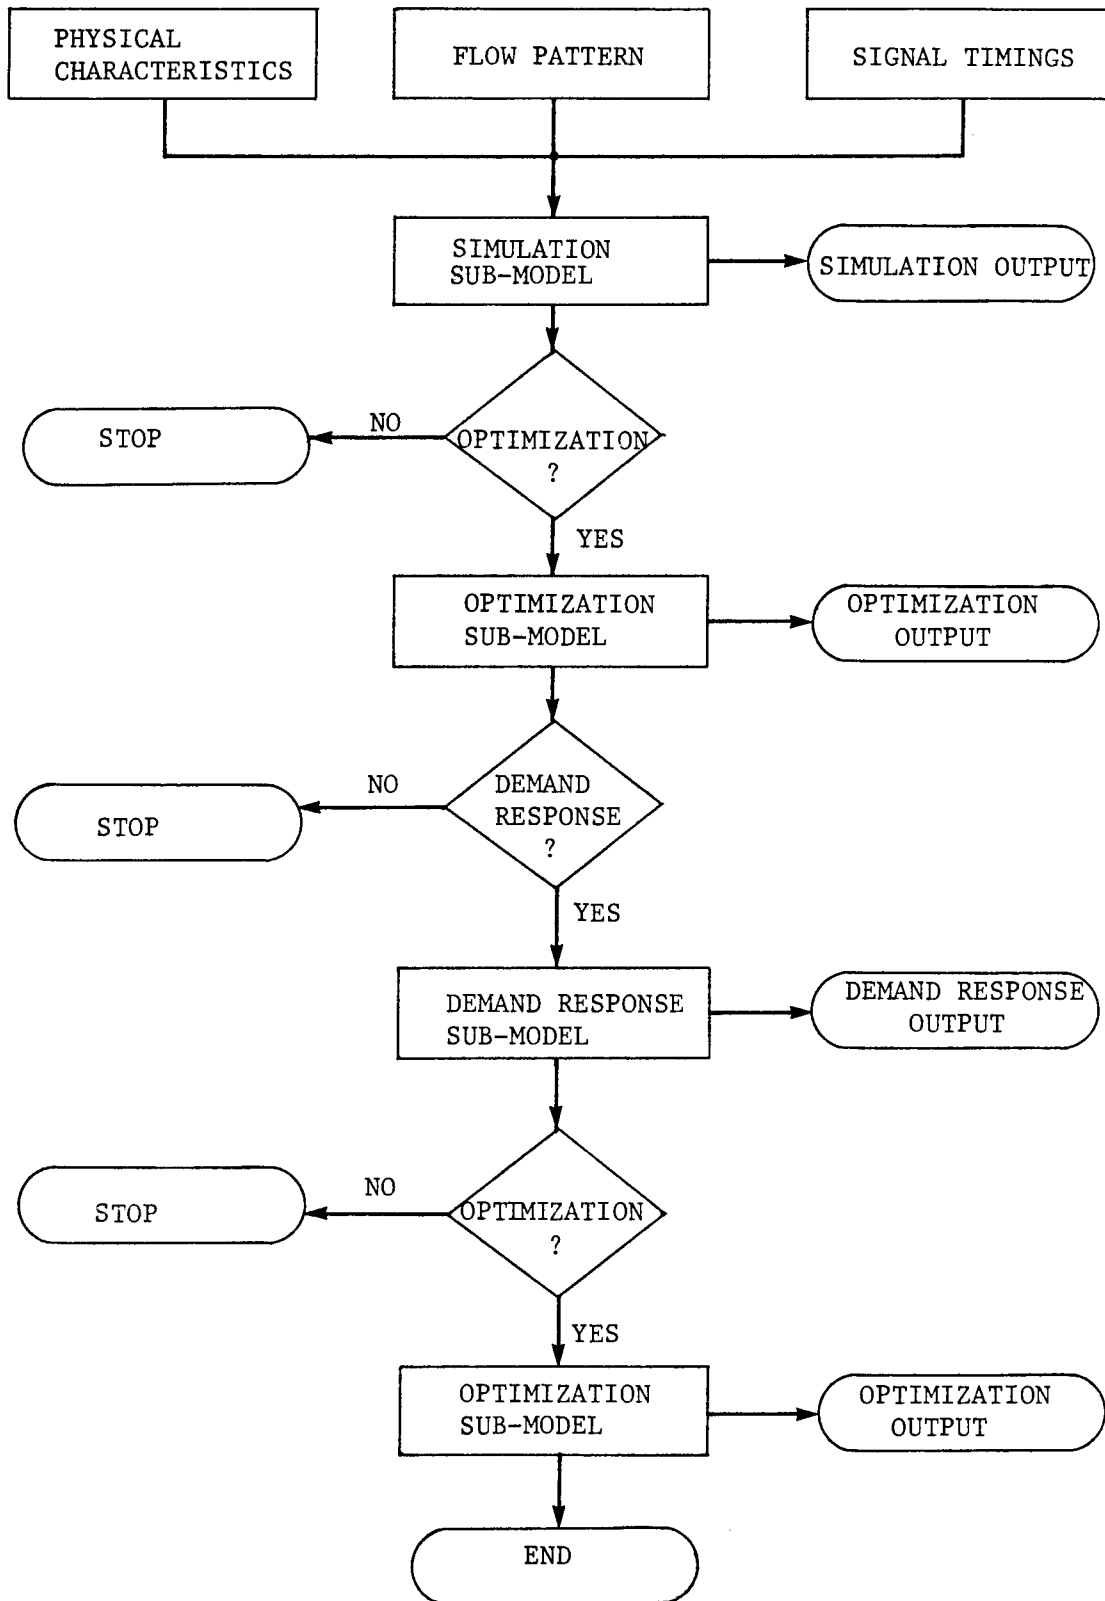 PHYSICAL
CHARACTERISTICS
FLOW PATTERN
SIGNAL TIMINGS
SIMULATION
SUB-MODEL
SIMULATION OUTPUT
OPTIMIZATION
?
NO
STOP
YES
OPTIMIZATION
SUB-MODEL
OPTIMIZATION
OUTPUT
DEMAND
RESPONSE
?
NO
STOP
YES
DEMAND RESPONSE
SUB-MODEL
DEMAND RESPONSE
OUTPUT
OPTIMIZATION
?
NO
STOP
YES
OPTIMIZATION
SUB-MODEL
OPTIMIZATION
OUTPUT
END